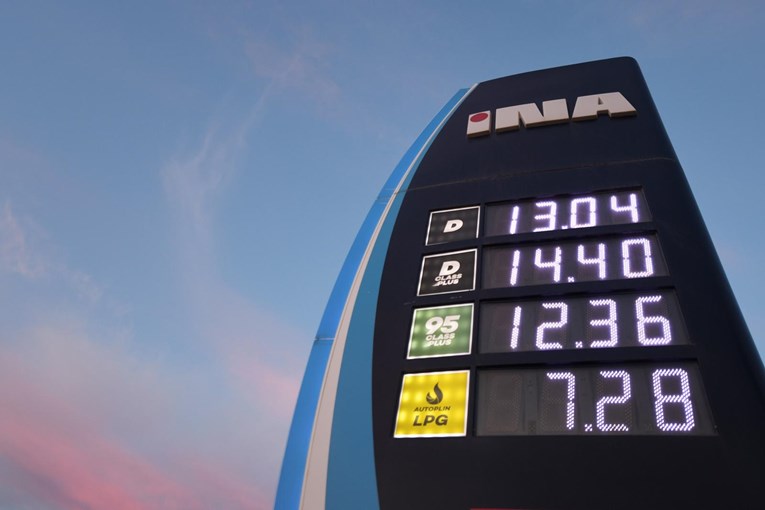 iNA
D
13.04
D
CLASS
PLUS
14.40
95
CLASS
PLUS
12.36
AUTOPLIN
LPG
7.28